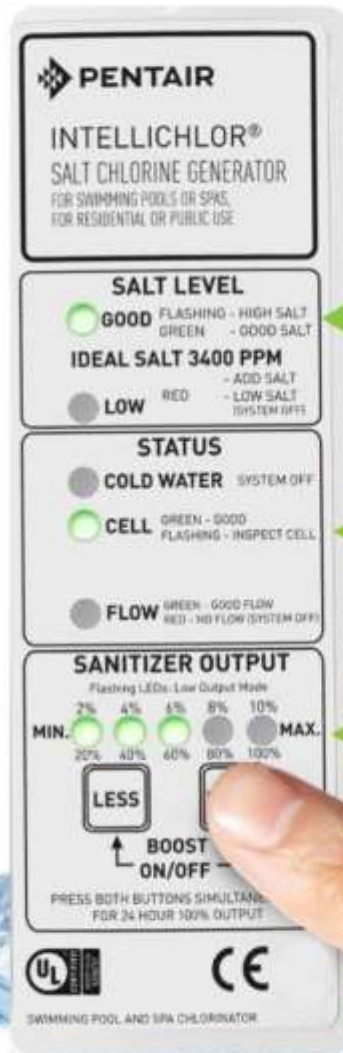 PENTAIR
INTELLICHLOR®
SALT CHLORINE GENERATOR
FOR SWIMMING POOLS OR SPAS,
FOR RESIDENTIAL OR PUBLIC USE
SALT LEVEL
GOOD FLASHING - HIGH SALT
GREEN - GOOD SALT
IDEAL SALT 3400 PPM
- ADD SALT
LOW RED - LOW SALT
(SYSTEM OFF)
STATUS
COLD WATER SYSTEM OFF
CELL GREEN - GOOD
FLASHING - INSPECT CELL
FLOW GREEN - GOOD FLOW
RED - NO FLOW (SYSTEM OFF)
SANITIZER OUTPUT
Flashing LEDs: Low Output Mode
2% 4% 6% 8% 10%
MIN. MAX.
20% 40% 60% 80% 100%
LESS
BOOST
ON/OFF
PRESS BOTH BUTTONS
FOR 24 HOUR 100% OUTPUT
UL CE
SWIMMING POOL AND SPA CHLORINATOR